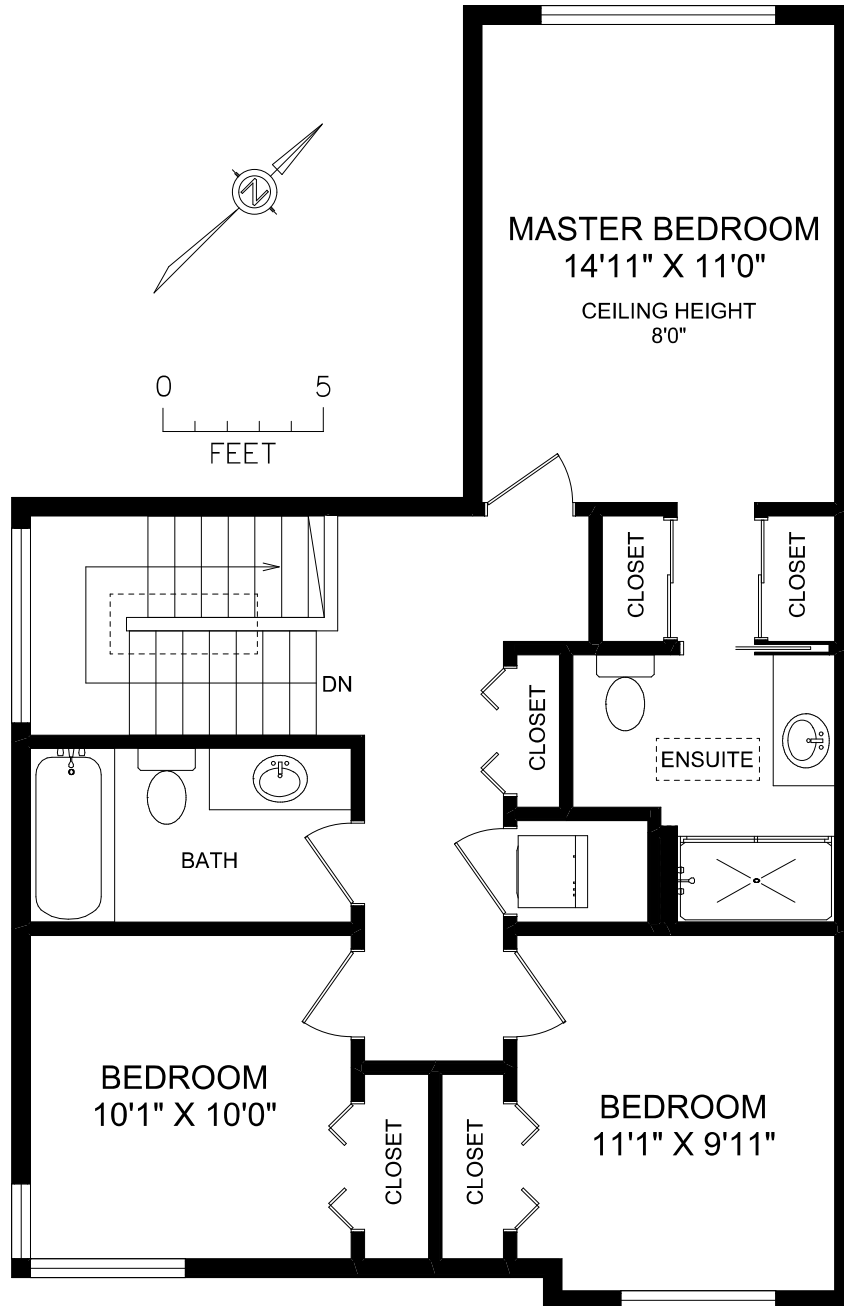 MASTER BEDROOM
14'11" X 11'0"
CEILING HEIGHT
8'0"
N
0 5
FEET
CLOSET
CLOSET
DN
CLOSET
ENSUITE
BATH
BEDROOM
10'1" X 10'0"
BEDROOM
11'1" X 9'11"
CLOSET
CLOSET